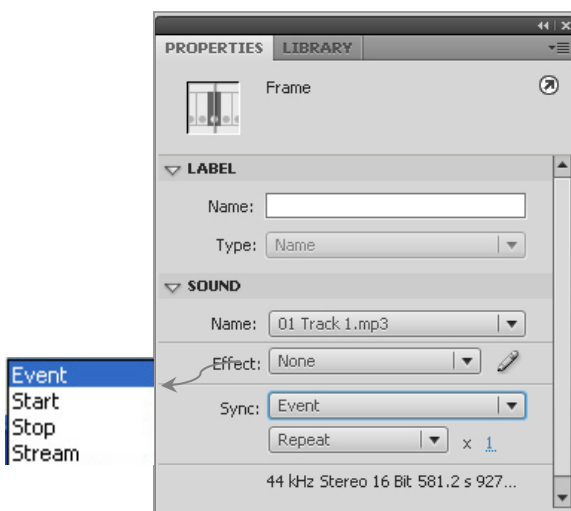 PROPERTIES LIBRARY
Frame
LABEL
Name:
Type: Name
SOUND
Name: 01 Track 1.mp3
Effect: None
Sync: Event
Repeat x 1
44 kHz Stereo 16 Bit 581.2 s 927...
Event
Start
Stop
Stream